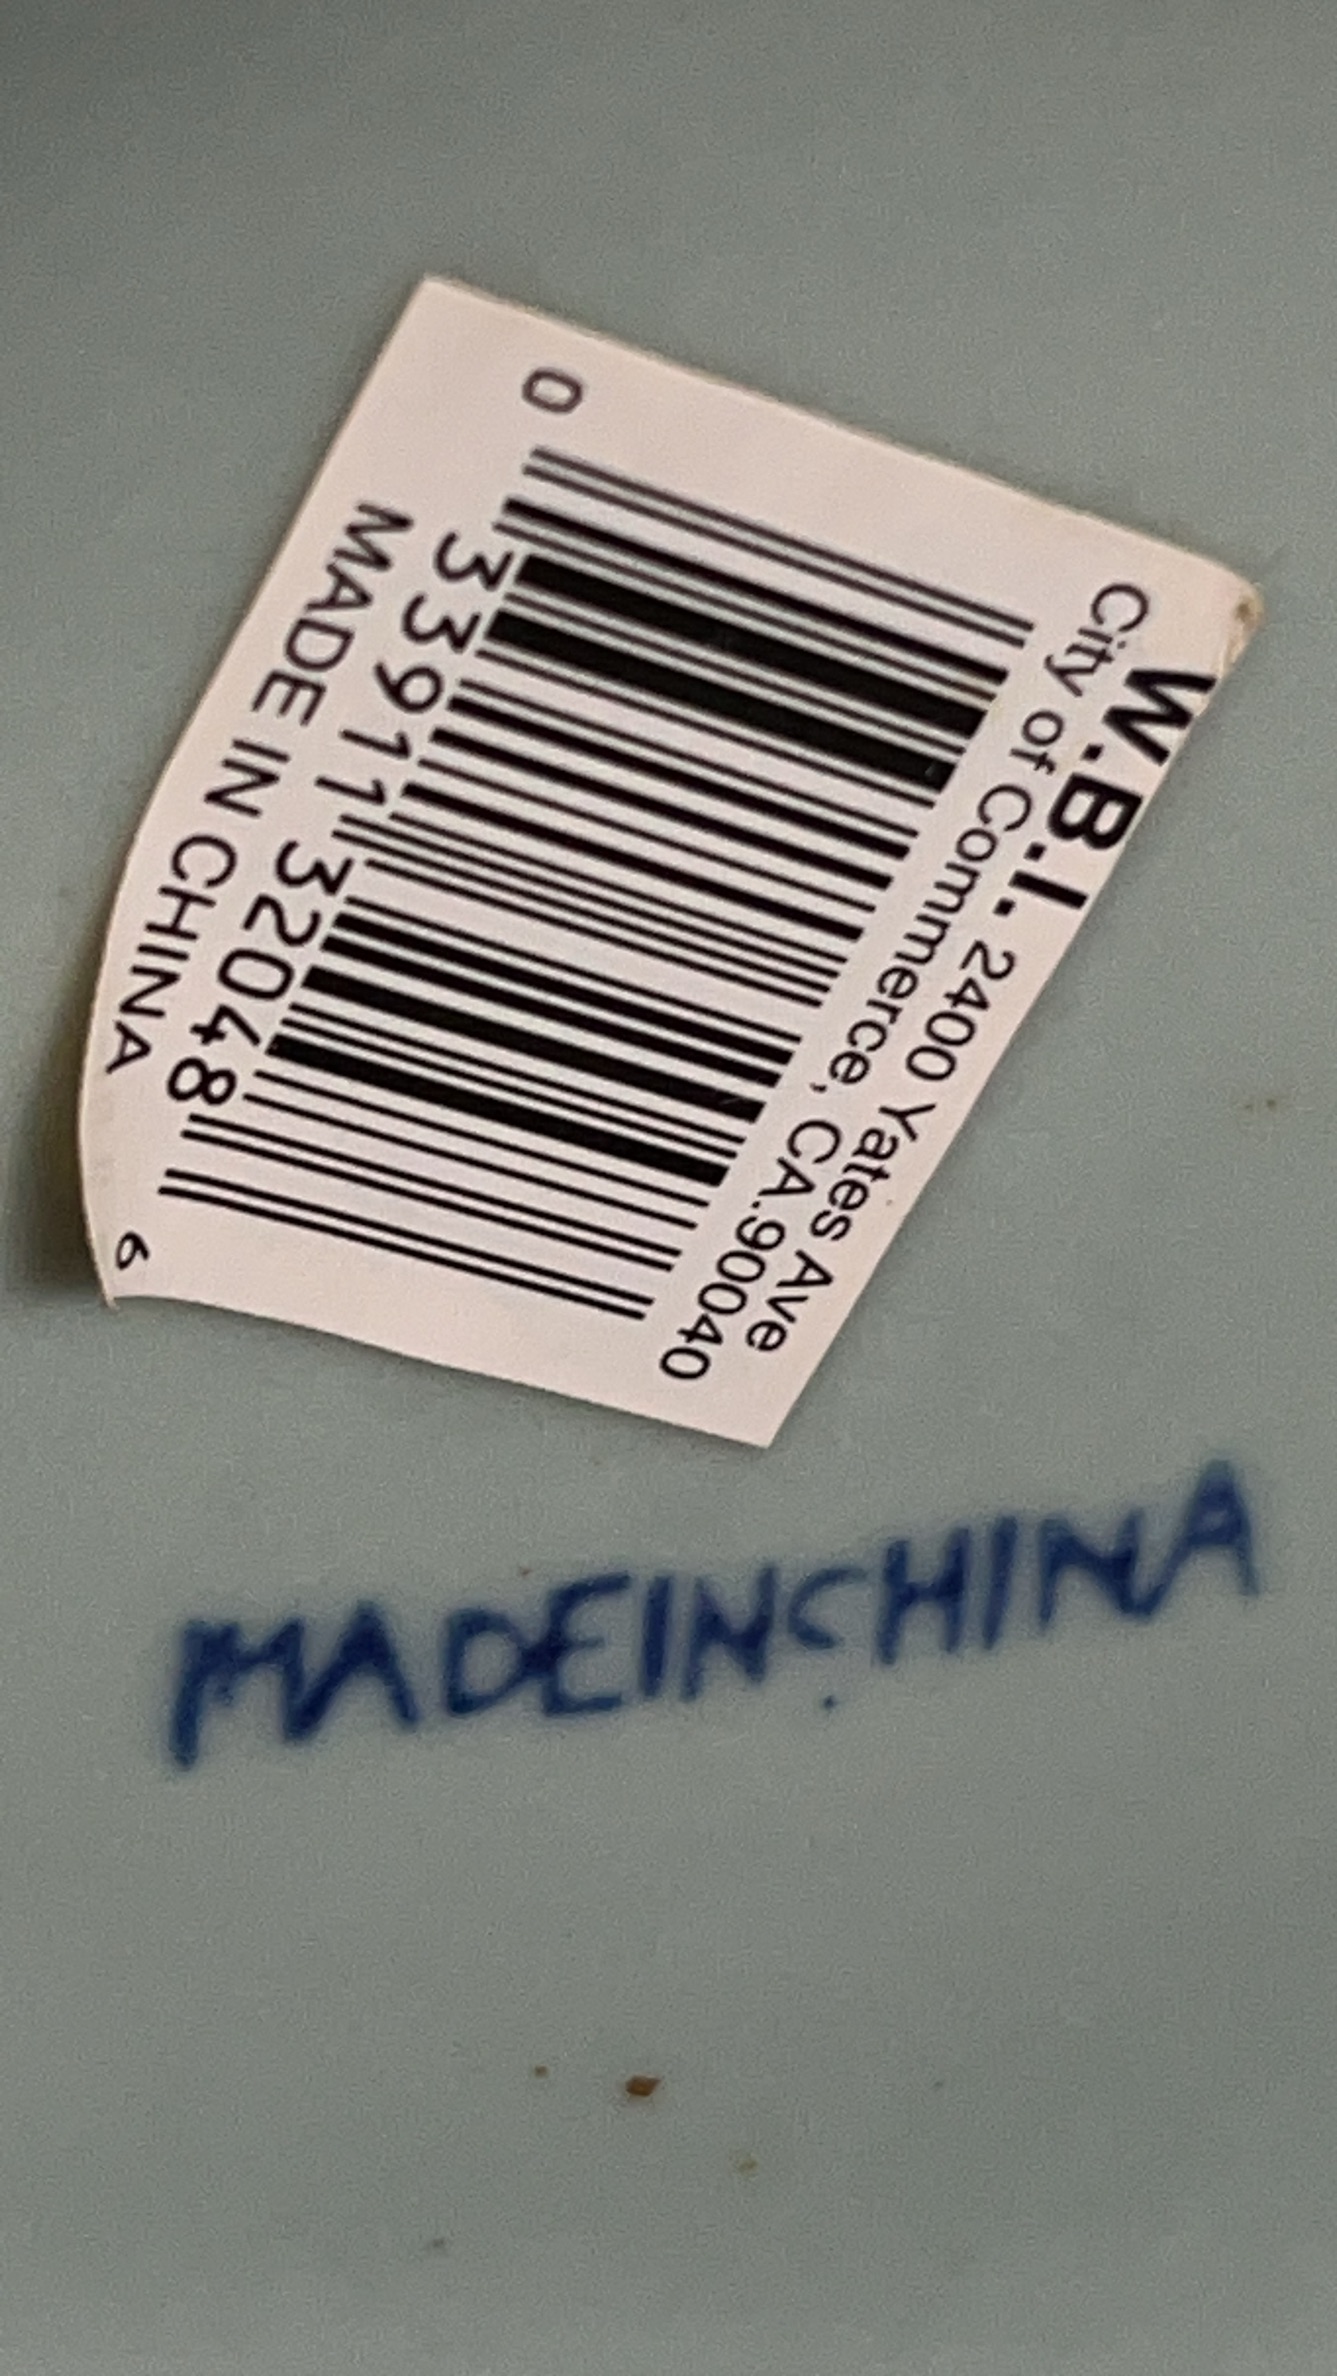 W.B.I. 2400 Yates Ave
City of Commerce, CA.90040
0 33911 32048 6
MADE IN CHINA
MADEINCHINA